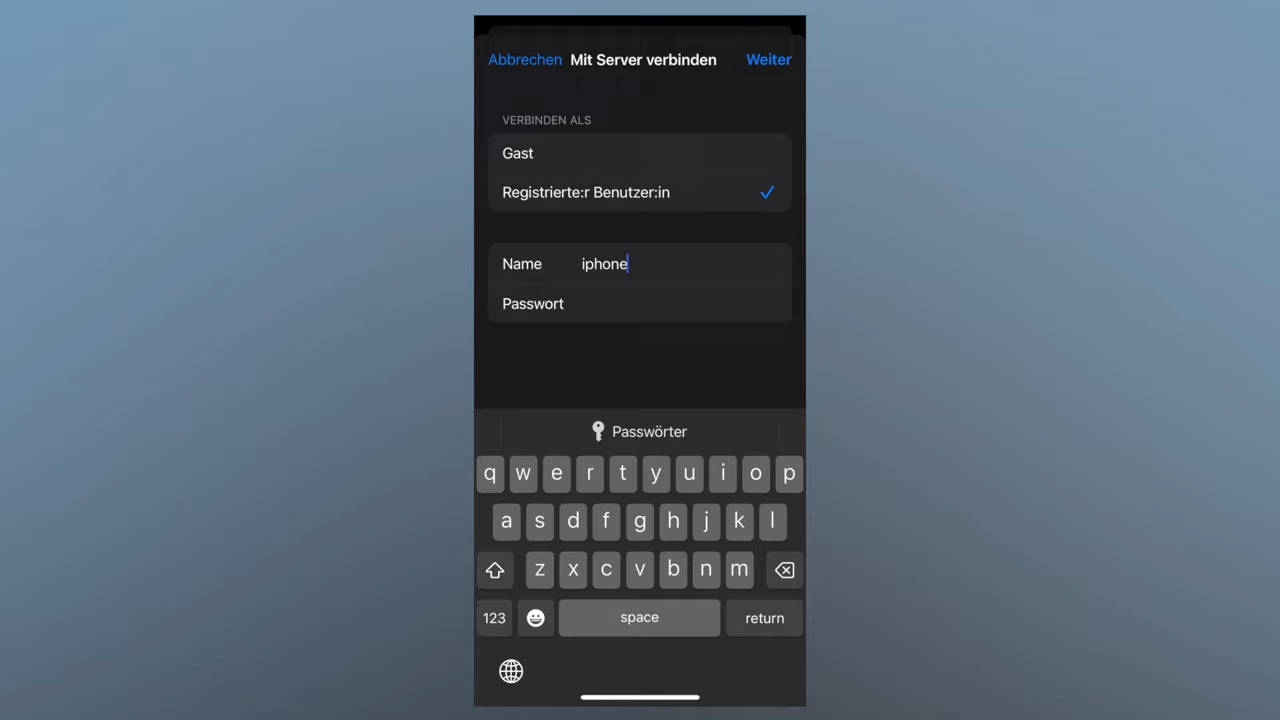 Abbrechen Mit Server verbinden Weiter
VERBINDEN ALS
Gast
Registrierte:r Benutzer:in
Name iphone
Passwort
Passwörter
q w e r t y u i o p
a s d f g h j k l
z x c v b n m
123 space return